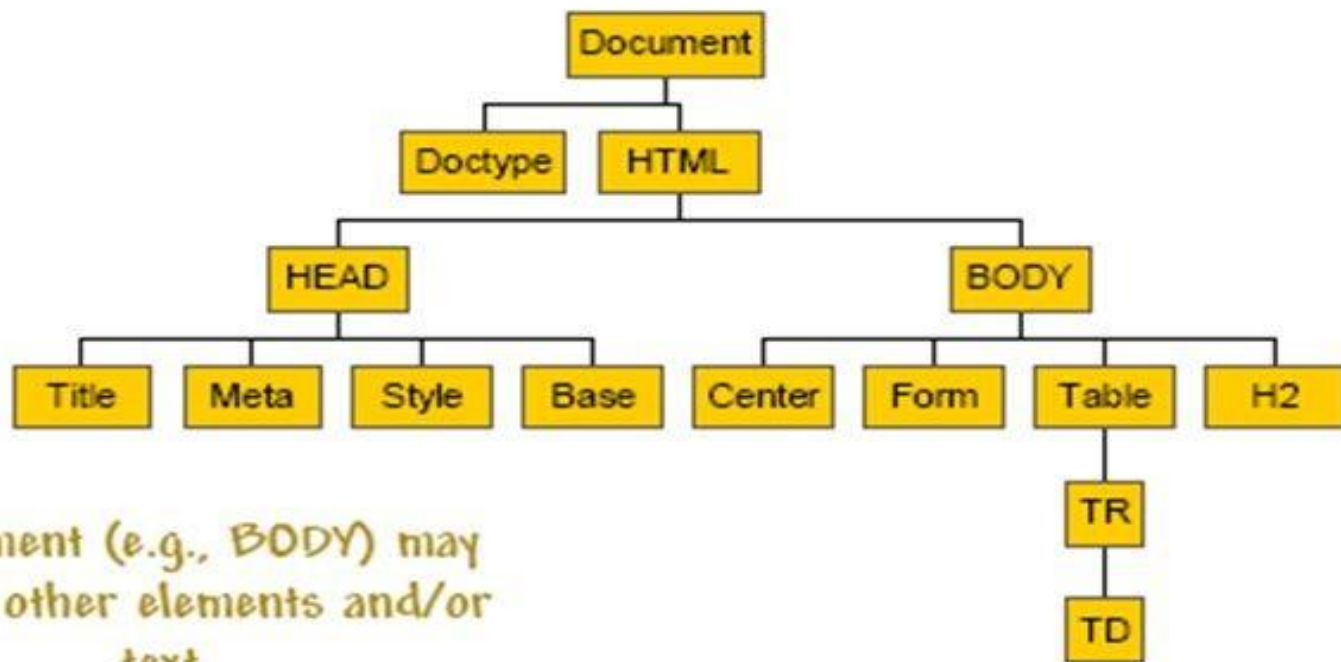 Document
Doctype HTML
HEAD BODY
Title Meta Style Base Center Form Table H2
TR
(e.g., BODY) may
other elements and/or
TD
text